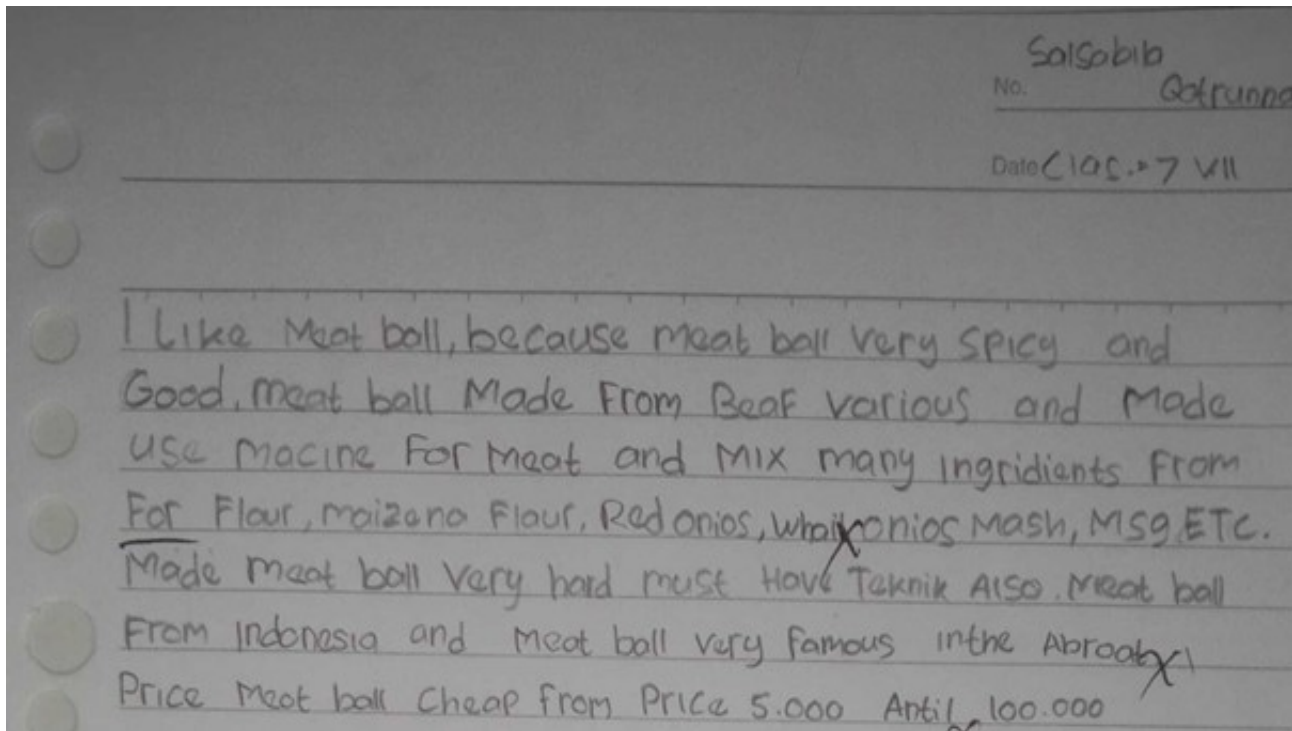 Salsabila
No. Qotrunna
Date Clas.=7 VII
I Like Meat ball, because meat ball very spicy and
Good. meat ball Made From Beaf various and Made
use macine For meat and mix many ingridients From
For Flour, maizena Flour, Red onios, whait onios Mash, Msg, ETC.
Made meat ball very hard must Have Teknik Also. Meat ball
From Indonesia and meat ball very famous inthe Abroat
Price meat ball cheap from Price 5.000 Antil 100.000